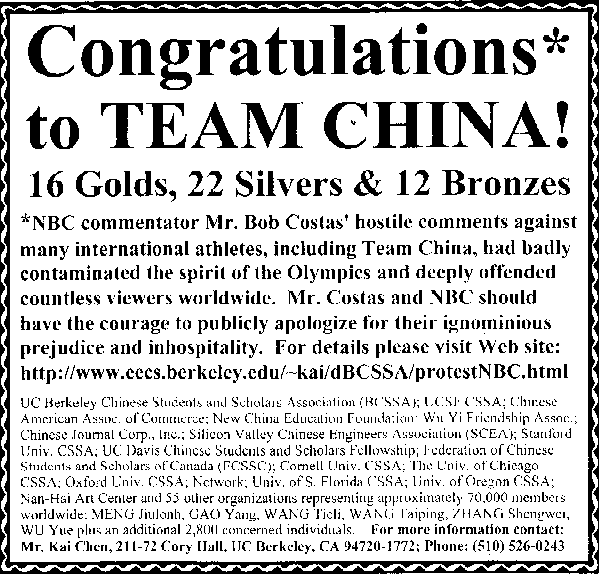 Congratulations*
to TEAM CHINA!
16 Golds, 22 Silvers & 12 Bronzes
*NBC commentator Mr. Bob Costas' hostile comments against
many international athletes, including Team China, had badly
contaminated the spirit of the Olympics and deeply offended
countless viewers worldwide. Mr. Costas and NBC should
have the courage to publicly apologize for their ignominious
prejudice and inhospitality. For details please visit Web site:
http://www.eecs.berkeley.edu/~kai/dBCSSA/protestNBC.html
UC Berkeley Chinese Students and Scholars Association (BCSSA); UCSF CSSA; Chinese
American Assoc. of Commerce; New China Education Foundation; Wu Yi Friendship Assoc.;
Chinese Journal Corp., Inc.; Silicon Valley Chinese Engineers Association (SCEA); Stanford
Univ. CSSA; UC Davis Chinese Students and Scholars Fellowship; Federation of Chinese
Students and Scholars of Canada (FCSSC); Cornell Univ. CSSA; The Univ. of Chicago
CSSA; Oxford Univ. CSSA; Network; Univ. of S. Florida CSSA; Univ. of Oregon CSSA;
Nan-Hai Art Center and 55 other organizations representing approximately 70,000 members
worldwide: MENG Jiulonh, GAO Yang, WANG Tieli, WANG Taiping, ZHANG Shengwei,
WU Yue plus an additional 2,800 concerned individuals. For more information contact:
Mr. Kai Chen, 211-72 Cory Hall, UC Berkeley, CA 94720-1772; Phone: (510) 526-0243